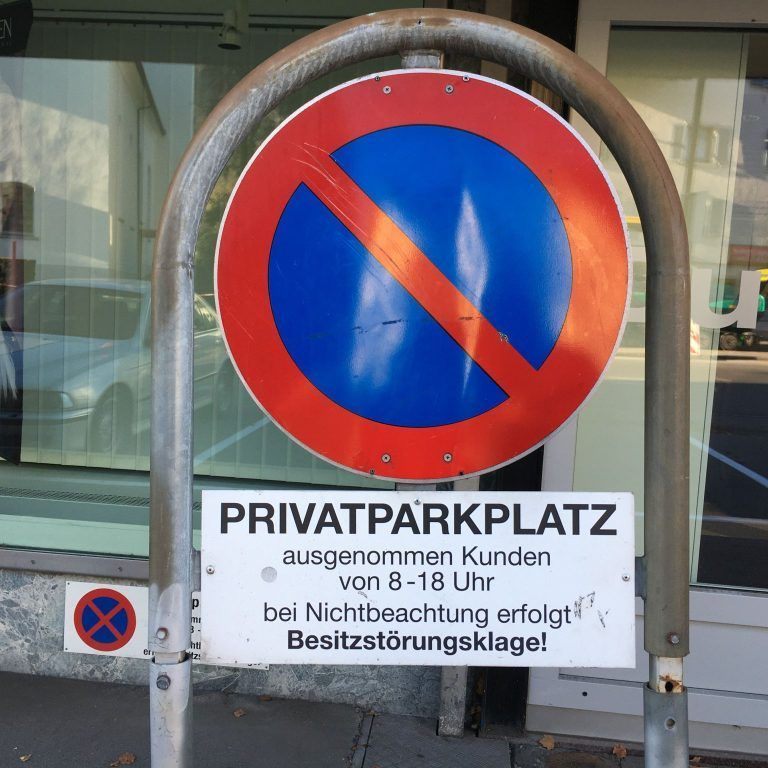 PRIVATPARKPLATZ
ausgenommen Kunden
von 8-18 Uhr
bei Nichtbeachtung erfolgt
Besitzstörungsklage!